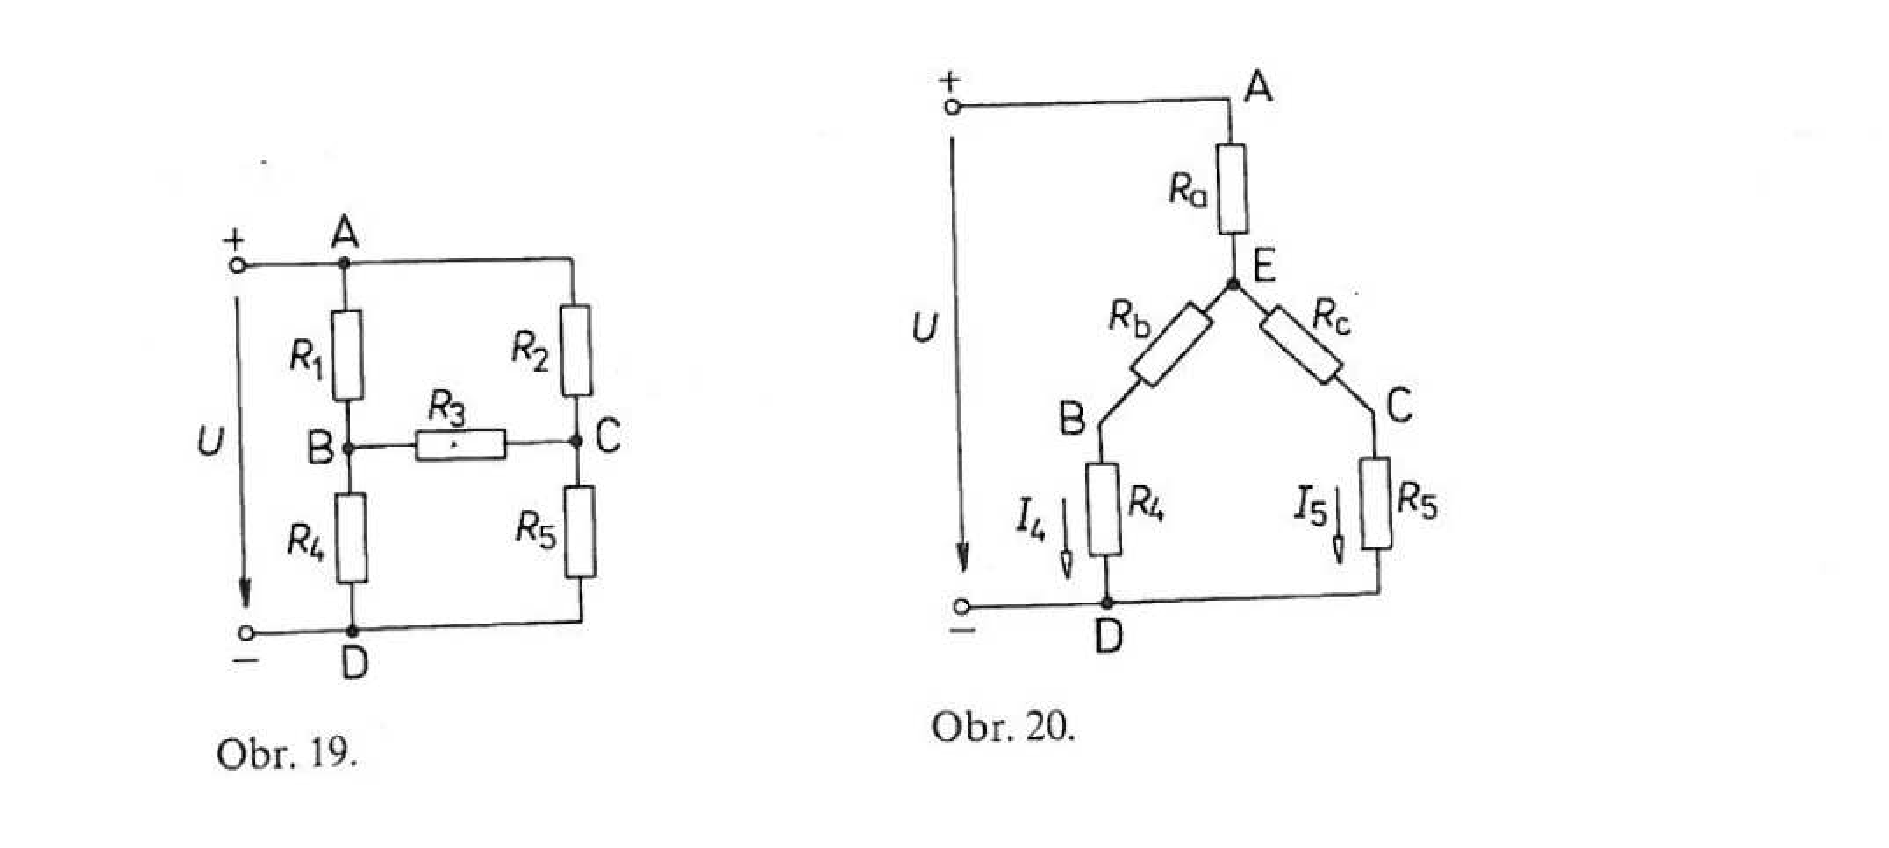 +
A
R1
R2
R3
U
B
C
R4
R5
−
D
Obr. 19.
+
A
Ra
E
Rb
Rc
U
B
C
I4
R4
I5
R5
−
D
Obr. 20.